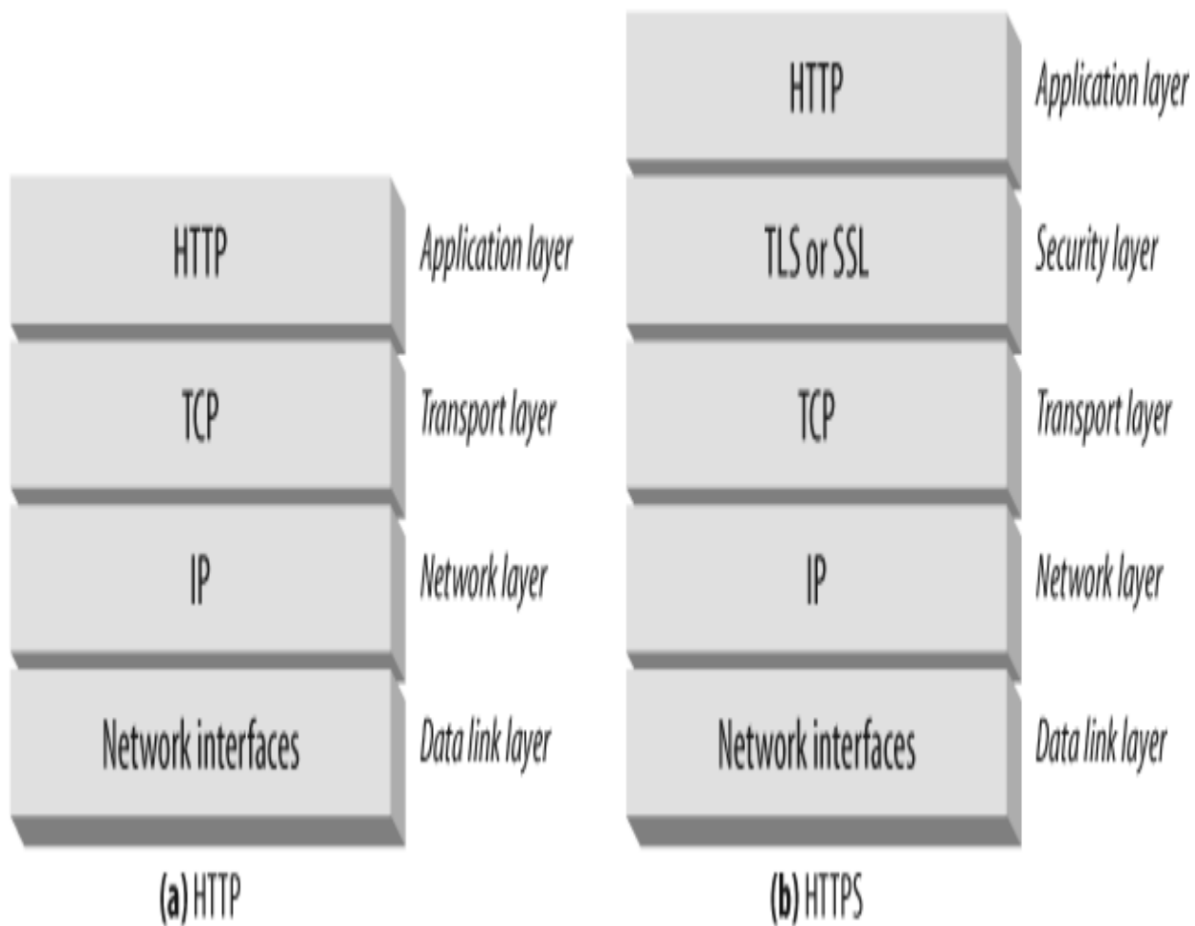 HTTP
Application layer
TCP
Transport layer
IP
Network layer
Network interfaces
Data link layer
(a) HTTP
HTTP
Application layer
TLS or SSL
Security layer
TCP
Transport layer
IP
Network layer
Network interfaces
Data link layer
(b) HTTPS